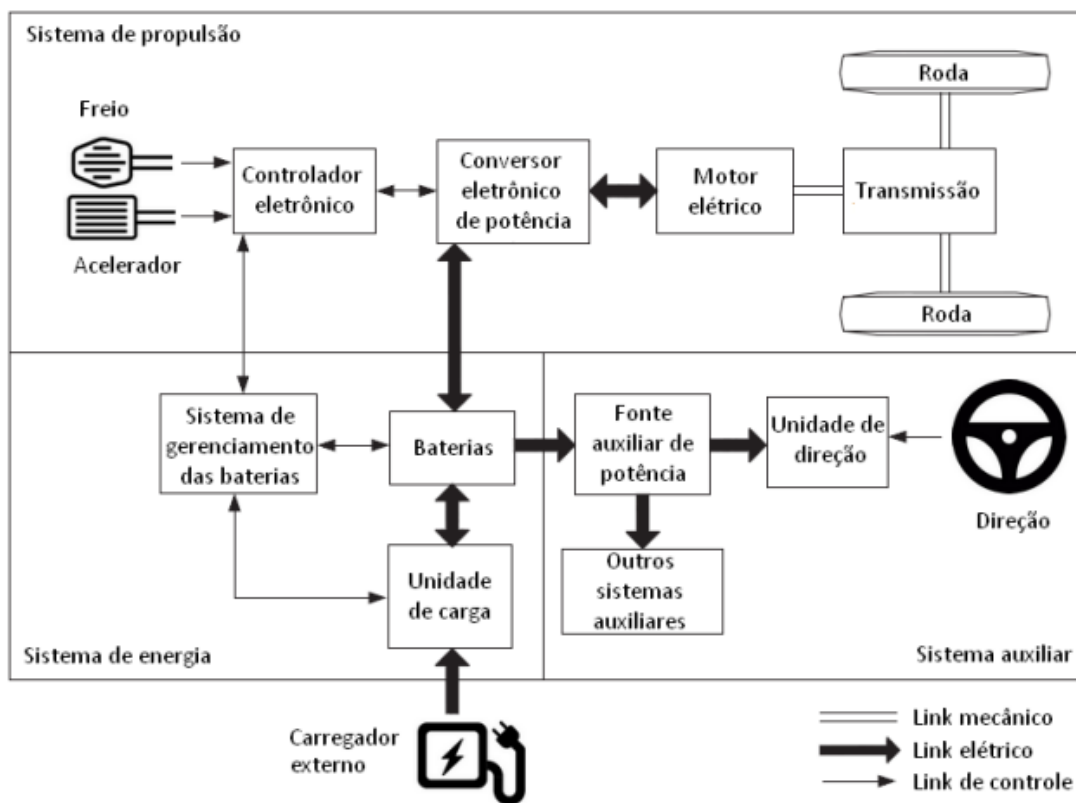 Sistema de propulsão
Roda
Freio
Controlador
eletrônico
Conversor
eletrônico
de potência
Motor
elétrico
Transmissão
Acelerador
Roda
Sistema de
gerenciamento
das baterias
Baterias
Fonte
auxiliar de
potência
Unidade de
direção
Direção
Unidade
de carga
Outros
sistemas
auxiliares
Sistema de energia
Sistema auxiliar
Carregador
externo
Link mecânico
Link elétrico
Link de controle